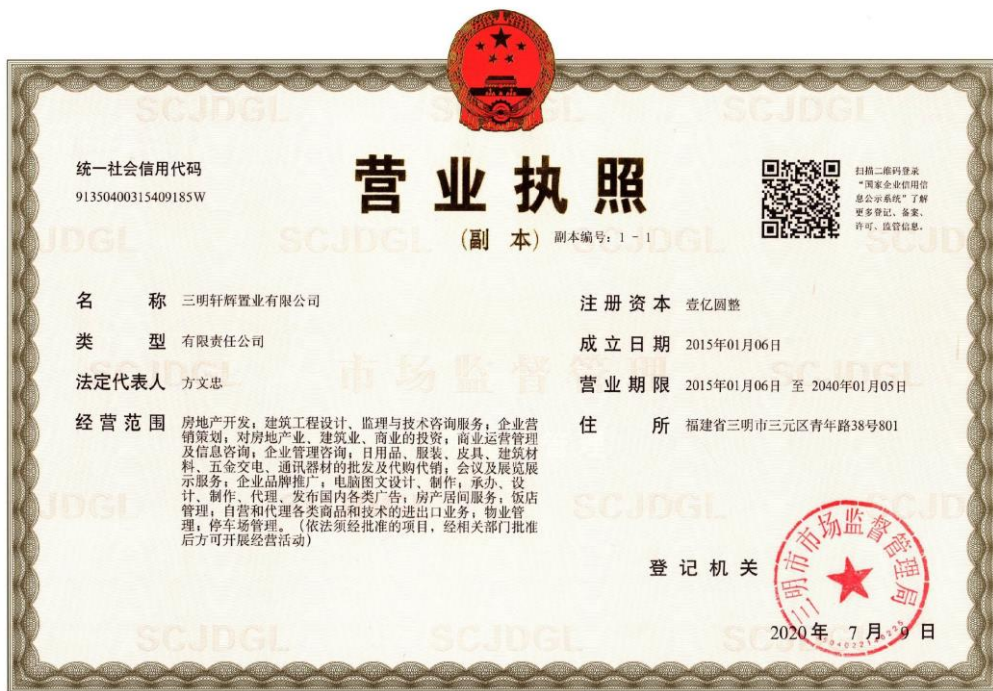 统一社会信用代码
91350400315409185W
营业执照
(副 本) 副本编号：1-1
扫描二维码登录
“国家企业信用信
息公示系统”了解
更多登记、备案、
许可、监管信息。
名 称 三明轩辉置业有限公司
类 型 有限责任公司
法定代表人 方文忠
经营范围 房地产开发；建筑工程设计、监理与技术咨询服务；企业营
销策划；对房地产业、建筑业、商业的投资；商业运营管理
及信息咨询；企业管理咨询；日用品、服装、皮具、建筑材
料、五金交电、通讯器材的批发及代购代销；会议及展览展
示服务；企业品牌推广；电脑图文设计、制作；承办、设
计、制作、代理、发布国内各类广告；房产居间服务；饭店
管理；自营和代理各类商品和技术的进出口业务；物业管
理；停车场管理。（依法须经批准的项目，经相关部门批准
后方可开展经营活动）
注册资本 壹亿圆整
成立日期 2015年01月06日
营业期限 2015年01月06日 至 2040年01月05日
住 所 福建省三明市三元区青年路38号801
登记机关
三明市市场监督管理局
2020年 7月 9日
SCJDGL
市场监督管理